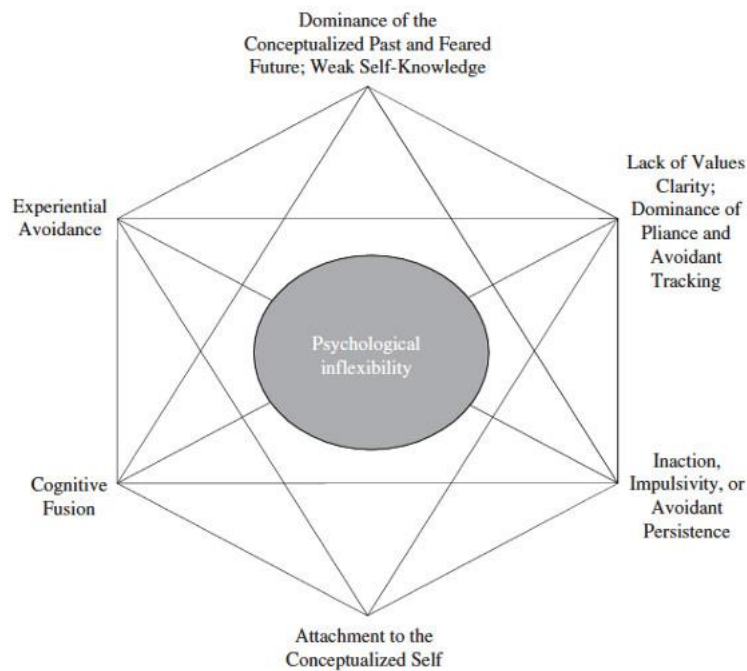 Dominance of the
Conceptualized Past and Feared
Future; Weak Self-Knowledge
Experiential
Avoidance
Lack of Values
Clarity;
Dominance of
Pliance and
Avoidant
Tracking
Psychological
inflexibility
Cognitive
Fusion
Inaction,
Impulsivity, or
Avoidant
Persistence
Attachment to the
Conceptualized Self